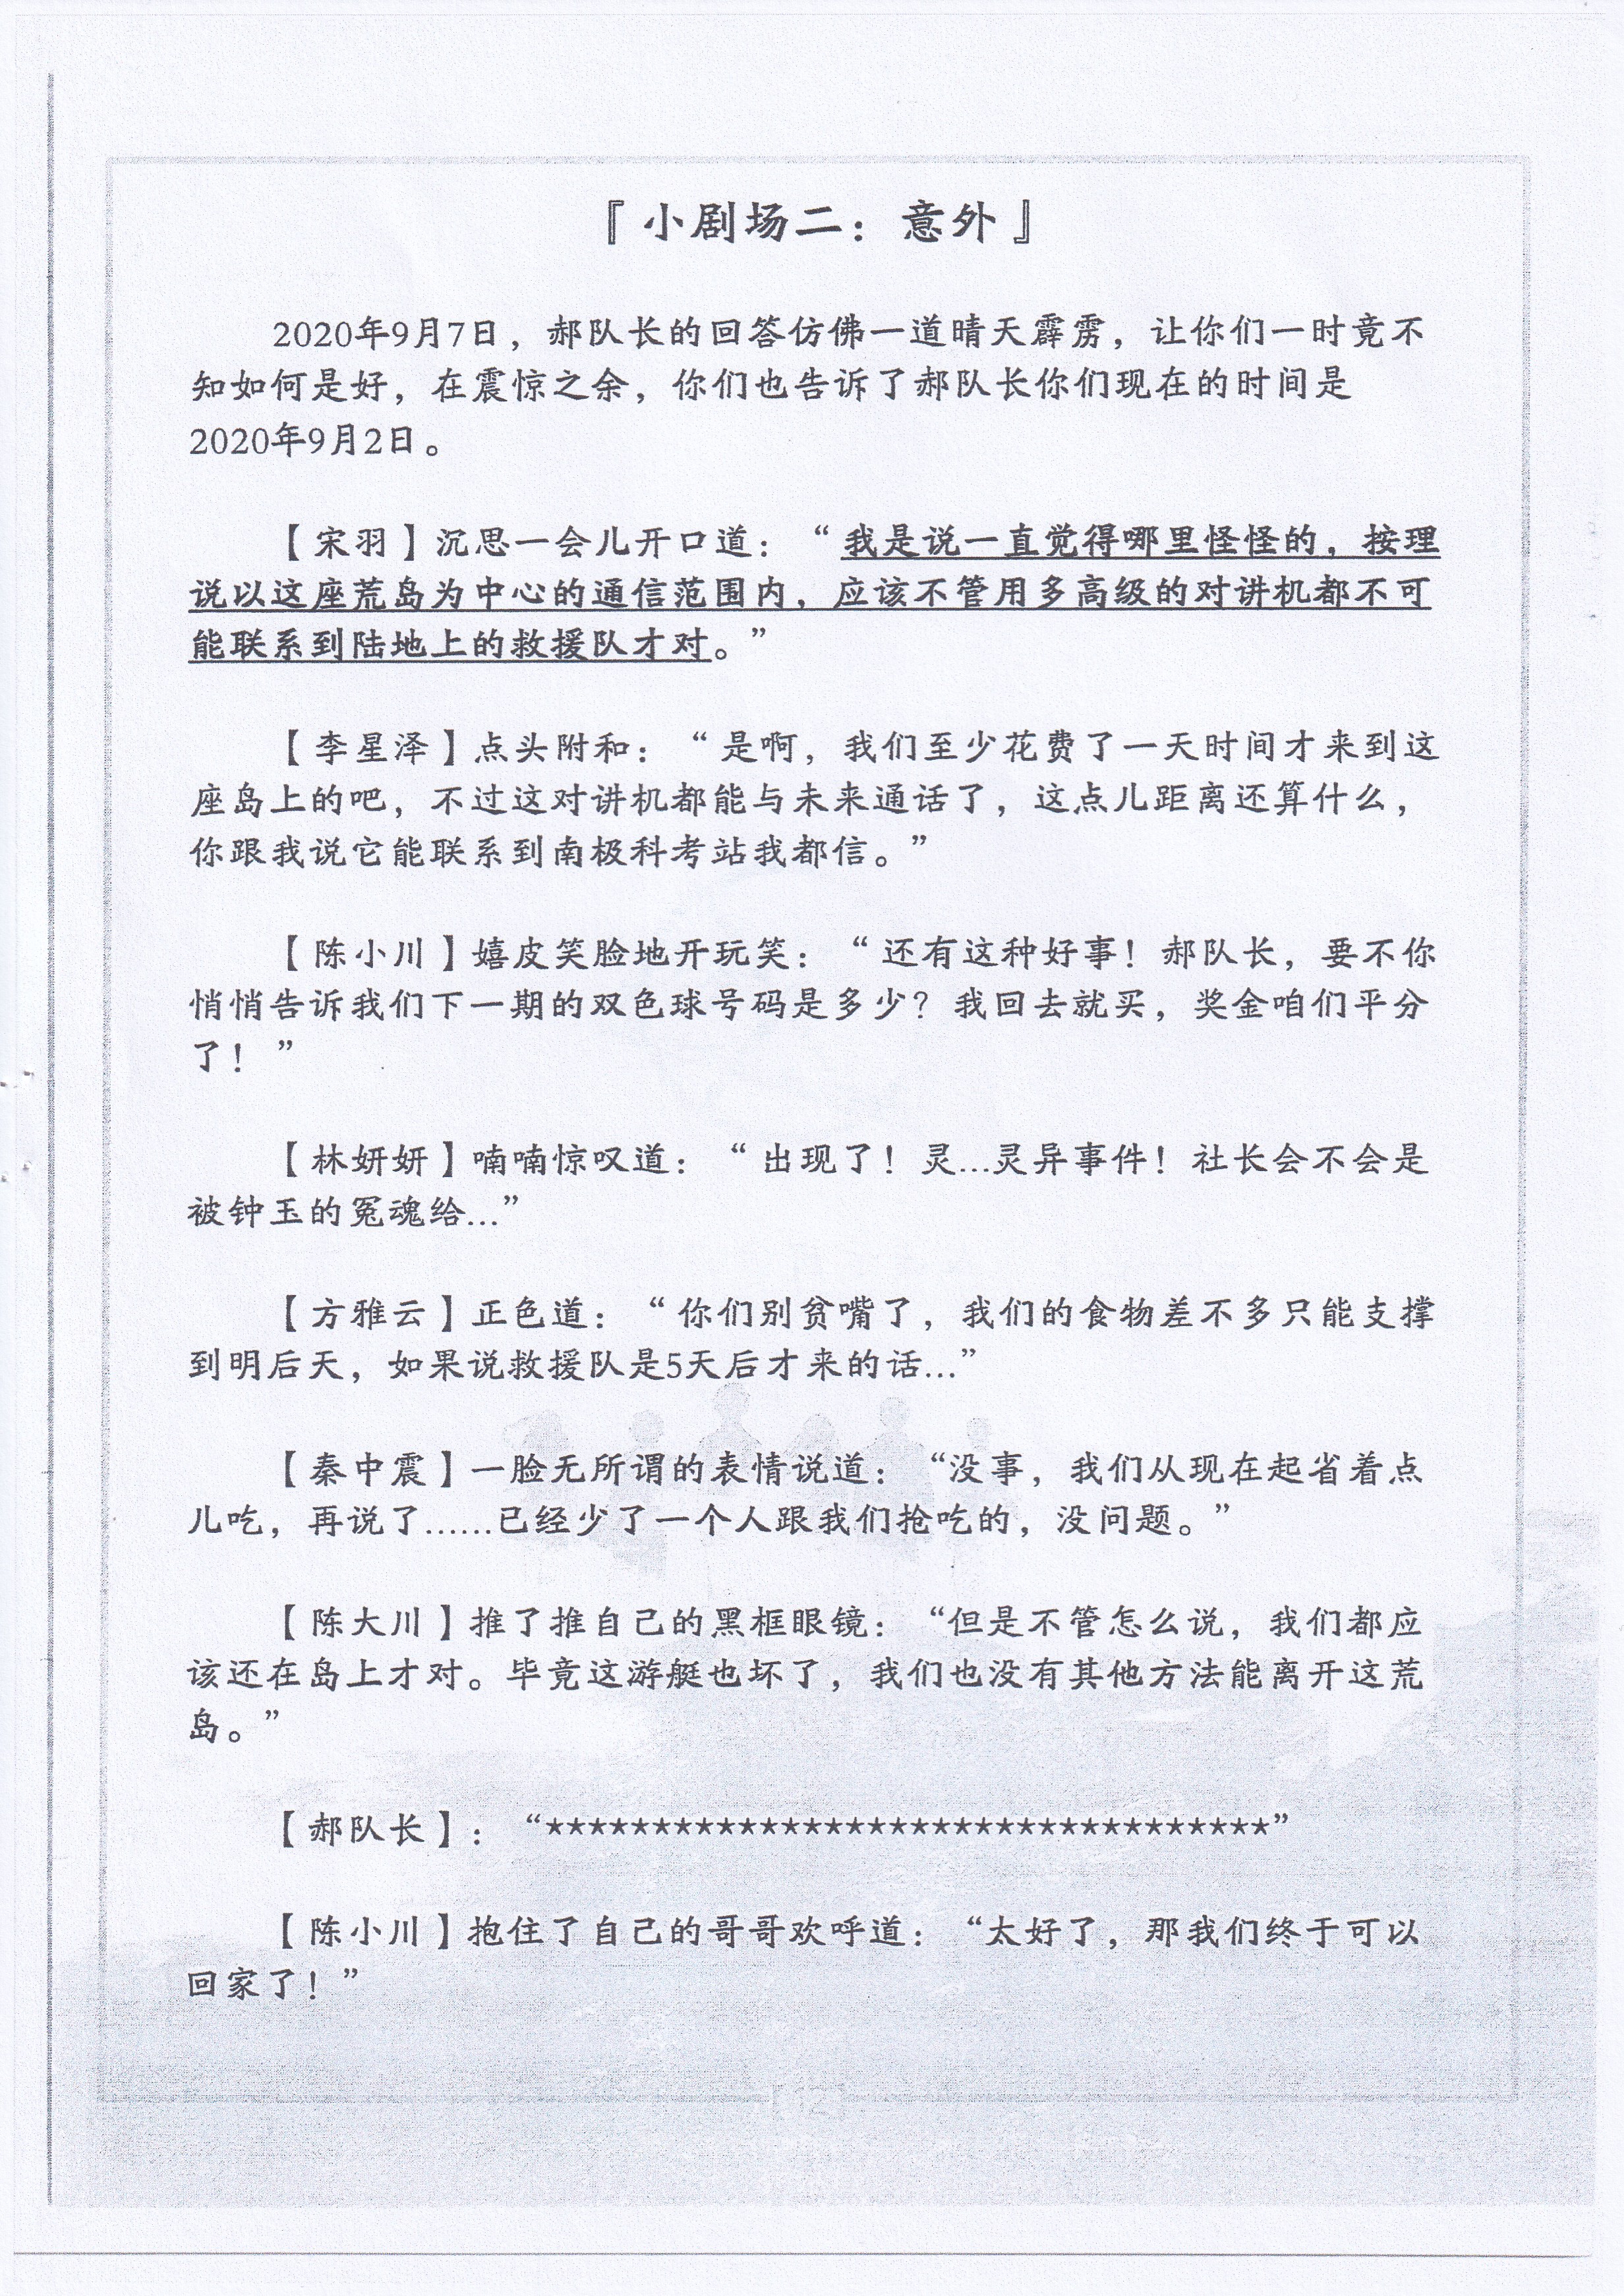 『小剧场二：意外』
2020年9月7日，郝队长的回答仿佛一道晴天霹雳，让你们一时竟不
知如何是好，在震惊之余，你们也告诉了郝队长你们现在的时间是
2020年9月2日。
【宋羽】沉思一会儿开口道：“我是说一直觉得哪里怪怪的，按理
说以这座荒岛为中心的通信范围内，应该不管用多高级的对讲机都不可
能联系到陆地上的救援队才对。”
【李星泽】点头附和：“是啊，我们至少花费了一天时间才来到这
座岛上的吧，不过这对讲机都能与未来通话了，这点儿距离还算什么，
你跟我说它能联系到南极科考站我都信。”
【陈小川】嬉皮笑脸地开玩笑：“还有这种好事！郝队长，要不你
悄悄告诉我们下一期的双色球号码是多少？我回去就买，奖金咱们平分
了！”
【林妍妍】喃喃惊叹道：“出现了！灵...灵异事件！社长会不会是
被钟玉的冤魂给...”
【方雅云】正色道：“你们别贫嘴了，我们的食物差不多只能支撑
到明后天，如果说救援队是5天后才来的话...”
【秦中震】一脸无所谓的表情说道：“没事，我们从现在起省着点
儿吃，再说了......已经少了一个人跟我们抢吃的，没问题。”
【陈大川】推了推自己的黑框眼镜：“但是不管怎么说，我们都应
该还在岛上才对。毕竟这游艇也坏了，我们也没有其他方法能离开这荒
岛。”
【郝队长】：“**********************************”
【陈小川】抱住了自己的哥哥欢呼道：“太好了，那我们终于可以
回家了！”